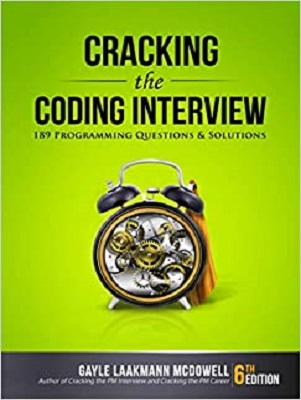 CRACKING
the
CODING INTERVIEW
189 PROGRAMMING QUESTIONS & SOLUTIONS
GAYLE LAAKMANN MCDOWELL
Author of Cracking the PM Interview and Cracking the PM Career
6TH
EDITION